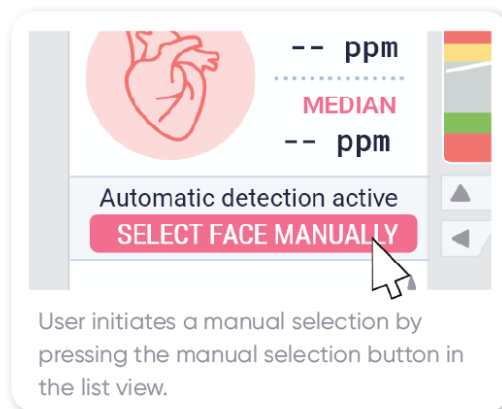 -- ppm
MEDIAN
-- ppm
Automatic detection active
SELECT FACE MANUALLY
User initiates a manual selection by
pressing the manual selection button in
the list view.